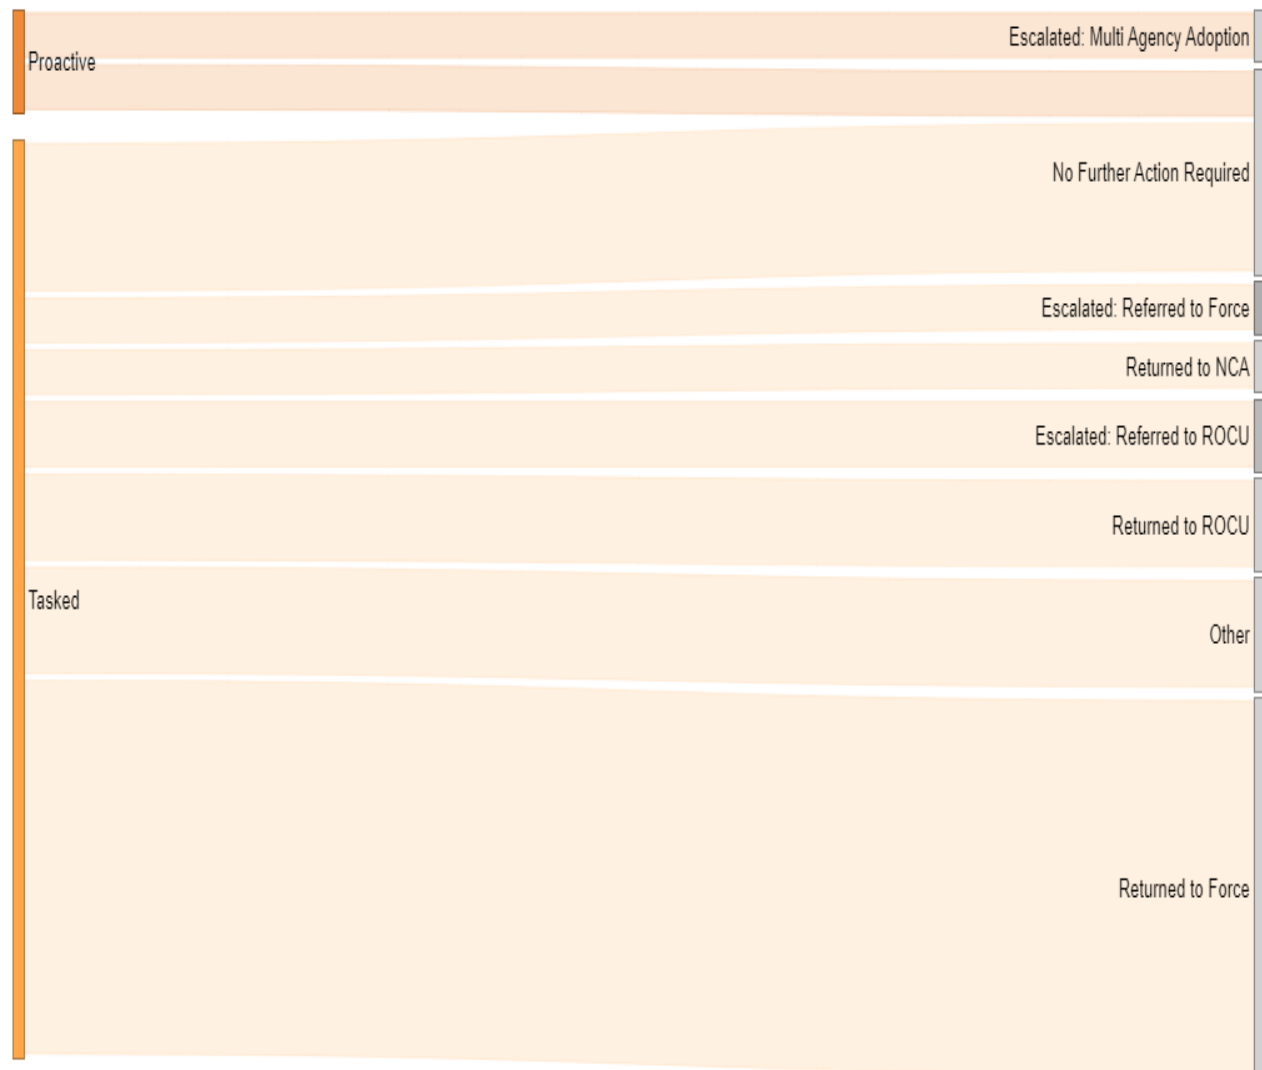 Escalated: Multi Agency Adoption
Proactive
No Further Action Required
Escalated: Referred to Force
Returned to NCA
Escalated: Referred to ROCU
Returned to ROCU
Tasked
Other
Returned to Force